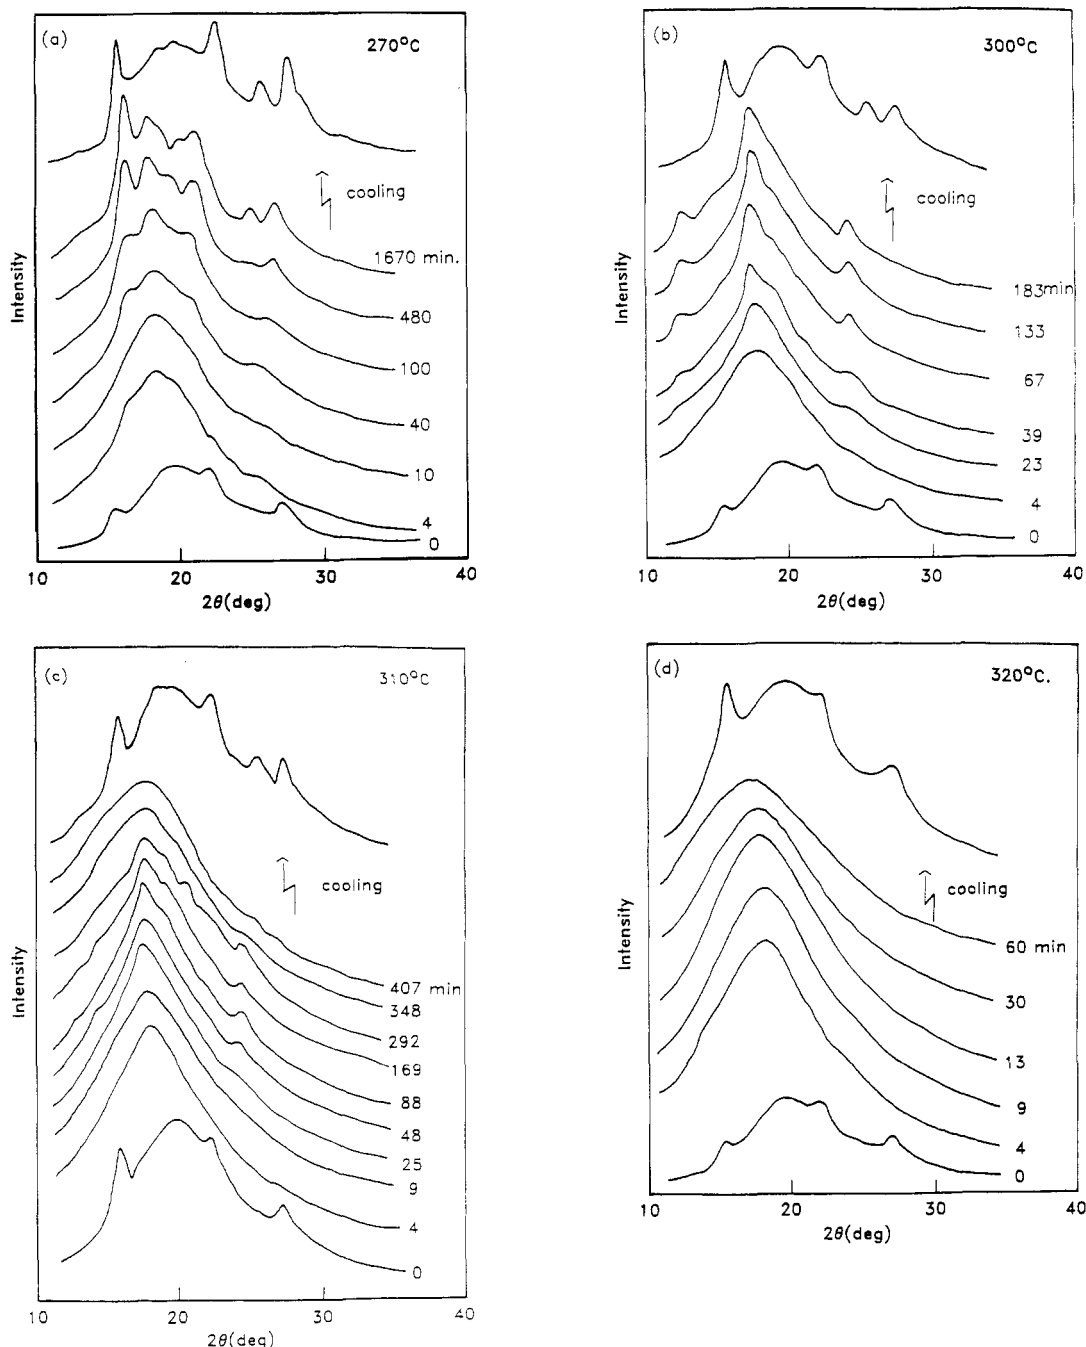 (a)
270°C
Intensity
cooling
1670 min.
480
100
40
10
4
0
10 20 30 40
2θ(deg)
(b)
300°C
Intensity
cooling
183min
133
67
39
23
4
0
10 20 30 40
2θ(deg)
(c)
310°C
Intensity
cooling
407 min
348
292
169
88
48
25
9
4
0
10 20 30 40
2θ(deg)
(d)
320°C.
Intensity
cooling
60 min
30
13
9
4
0
10 20 30 40
2θ(deg)